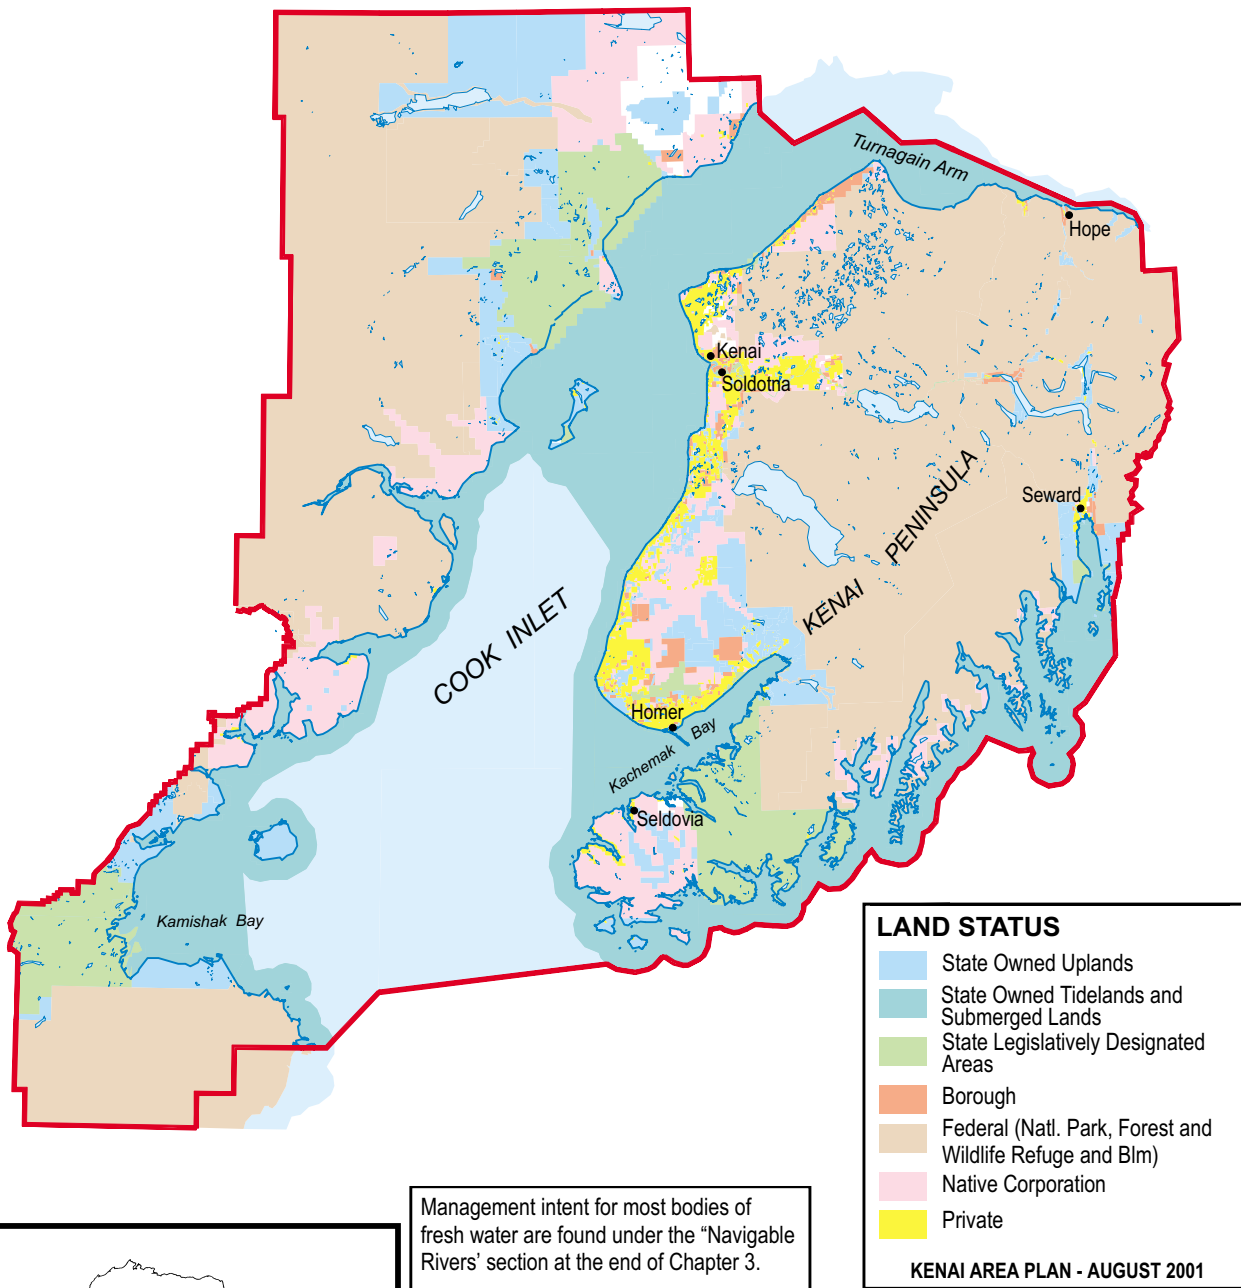 Turnagain Arm
Hope
Kenai
Soldotna
Seward
KENAI PENINSULA
COOK INLET
Homer
Kachemak Bay
Seldovia
Kamishak Bay
LAND STATUS
State Owned Uplands
State Owned Tidelands and
Submerged Lands
State Legislatively Designated
Areas
Borough
Federal (Natl. Park, Forest and
Wildlife Refuge and Blm)
Native Corporation
Private
KENAI AREA PLAN - AUGUST 2001
Management intent for most bodies of
fresh water are found under the “Navigable
Rivers’ section at the end of Chapter 3.